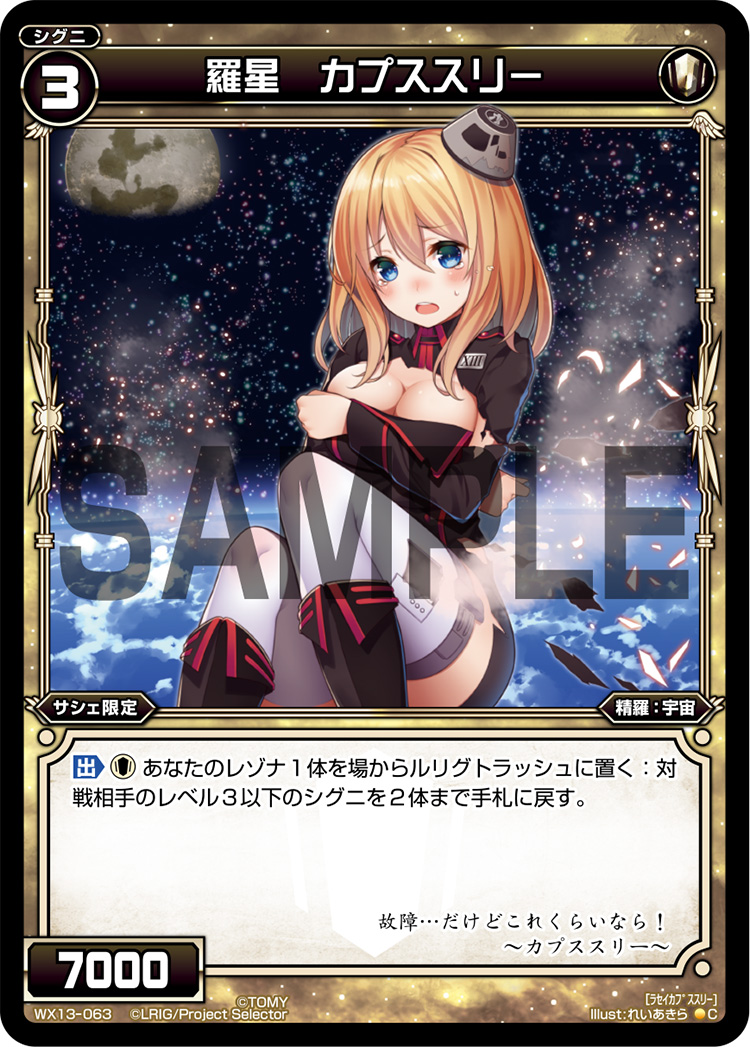 シグニ
3
羅星 カプススリー
XIII
SAMPLE
サシェ限定
精羅：宇宙
出 あなたのレゾナ１体を場からルリグトラッシュに置く：対
戦相手のレベル３以下のシグニを２体まで手札に戻す。
故障…だけどこれくらいなら！
～カプススリー～
7000
WX13-063 ©LRIG/Project Selector
©TOMY
[ﾗｾｲｶﾌﾟｽｽﾘｰ]
Illust:れいあきら C